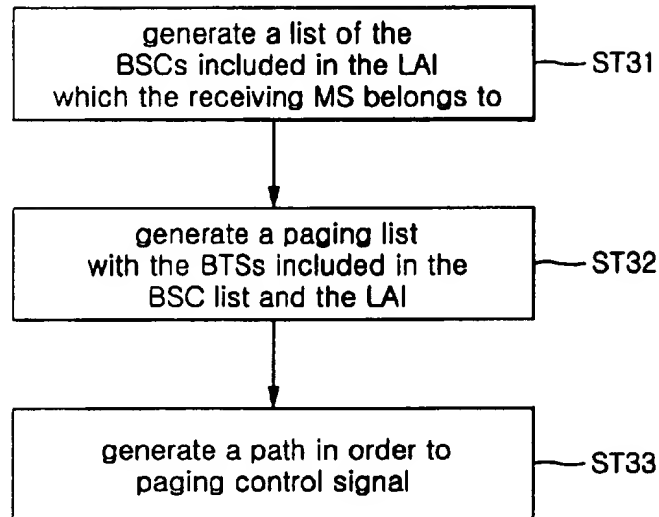 generate a list of the
BSCs included in the LAI
which the receiving MS belongs to
ST31
generate a paging list
with the BTSs included in the
BSC list and the LAI
ST32
generate a path in order to
paging control signal
ST33